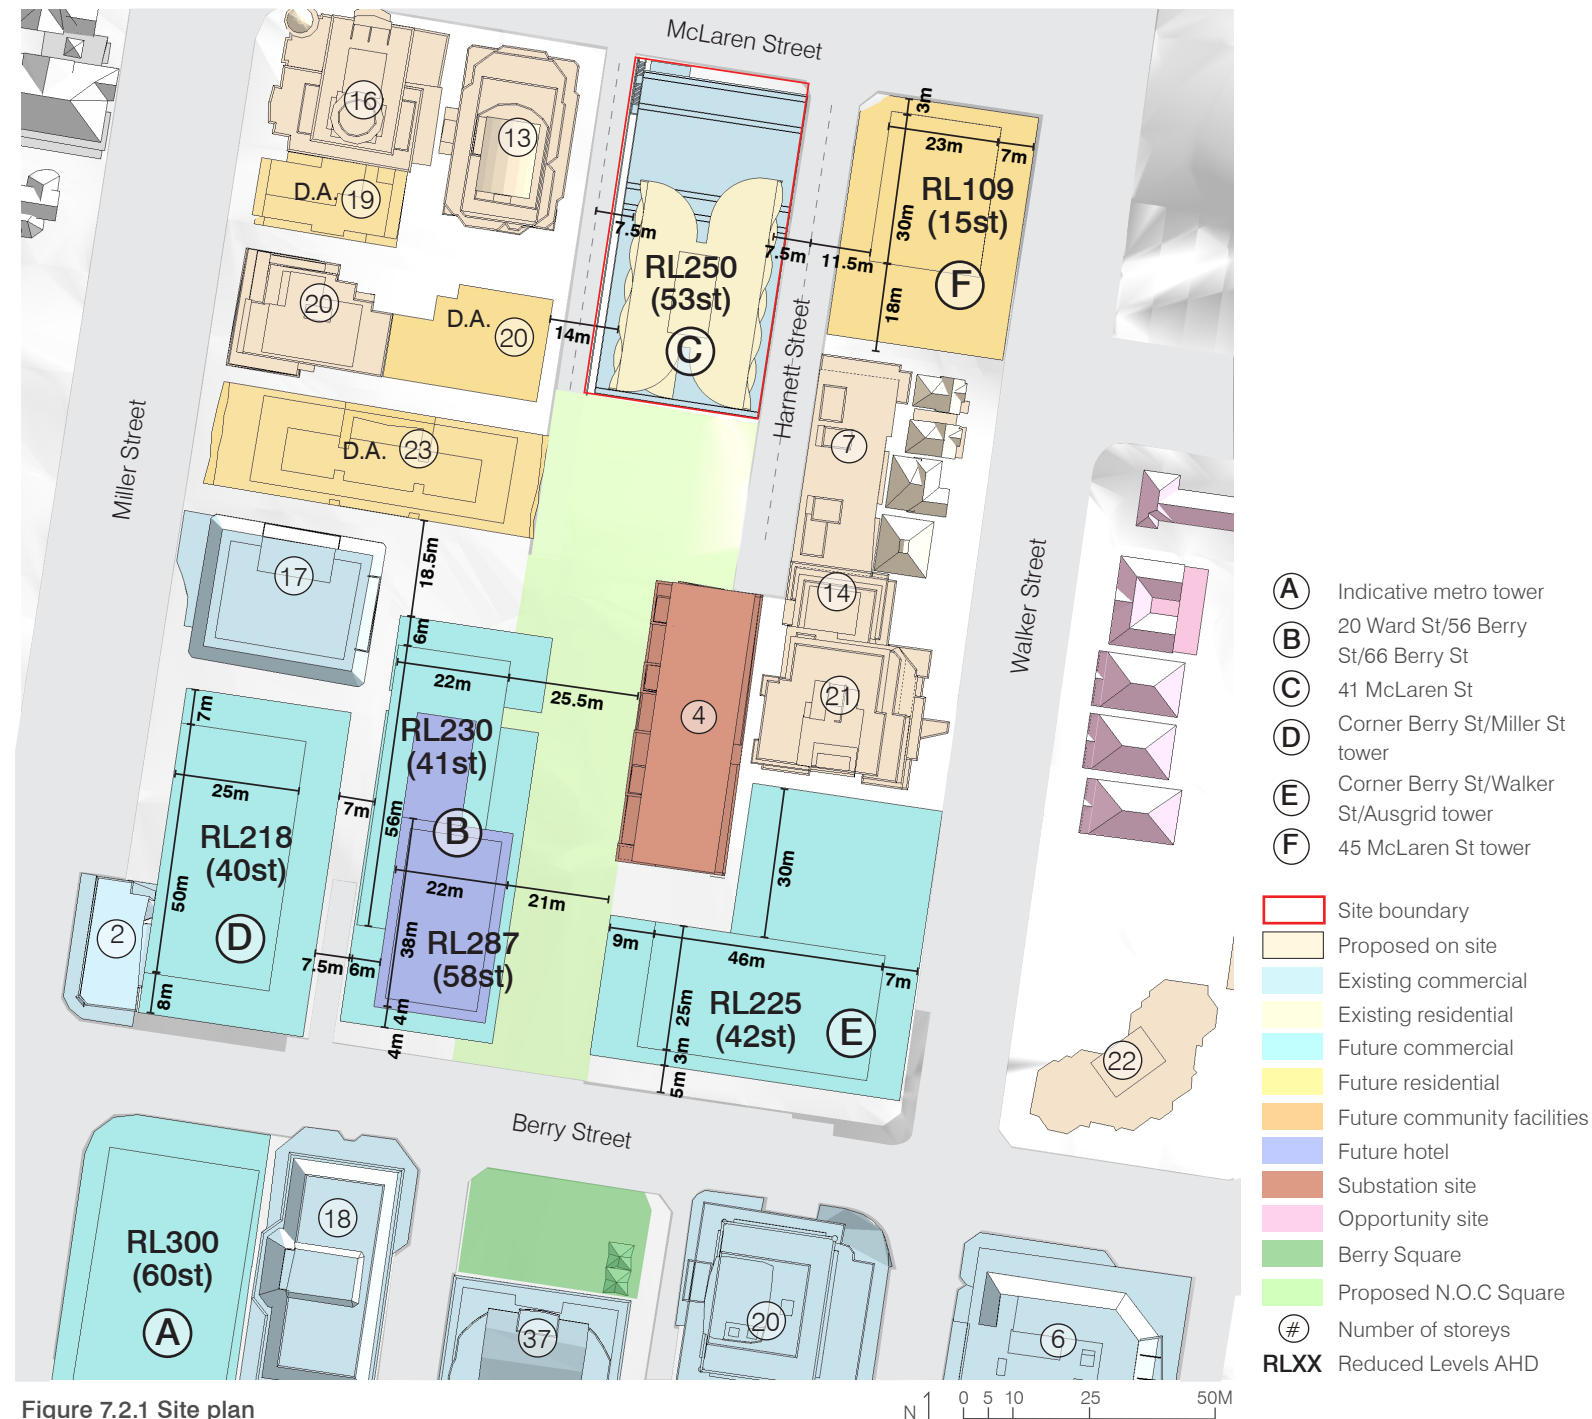 McLaren Street
16
13
3m
23m
7m
D.A. 19
RL109
(15st)
30m
7.5m
7.5m
11.5m
F
18m
RL250
(53st)
C
20
D.A.
20
14m
Harnett Street
Miller Street
D.A. 23
7
17
18.5m
14
Walker Street
6m
22m
25.5m
4
21
7m
RL230
(41st)
25m
7m
56m
B
RL218
(40st)
50m
D
22m
21m
38m
RL287
(58st)
30m
2
7.5m
6m
8m
4m
4m
9m
46m
7m
25m
RL225
(42st)
E
3m
5m
22
Berry Street
RL300
(60st)
A
18
37
20
6
A Indicative metro tower
B 20 Ward St/56 Berry
St/66 Berry St
C 41 McLaren St
D Corner Berry St/Miller St
tower
E Corner Berry St/Walker
St/Ausgrid tower
F 45 McLaren St tower
Site boundary
Proposed on site
Existing commercial
Existing residential
Future commercial
Future residential
Future community facilities
Future hotel
Substation site
Opportunity site
Berry Square
Proposed N.O.C Square
# Number of storeys
RLXX Reduced Levels AHD
Figure 7.2.1 Site plan
N
0 5 10 25 50M